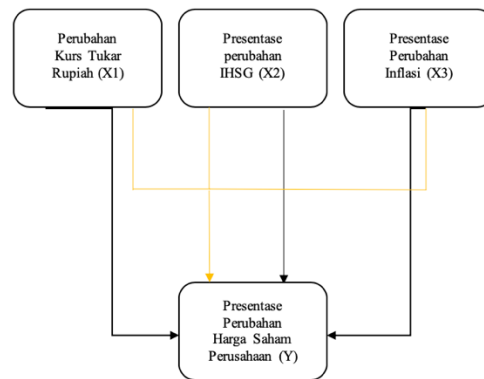 Perubahan
Kurs Tukar
Rupiah (X1)
Presentase
perubahan
IHSG (X2)
Presentase
Perubahan
Inflasi (X3)
Presentase
Perubahan
Harga Saham
Perusahaan (Y)